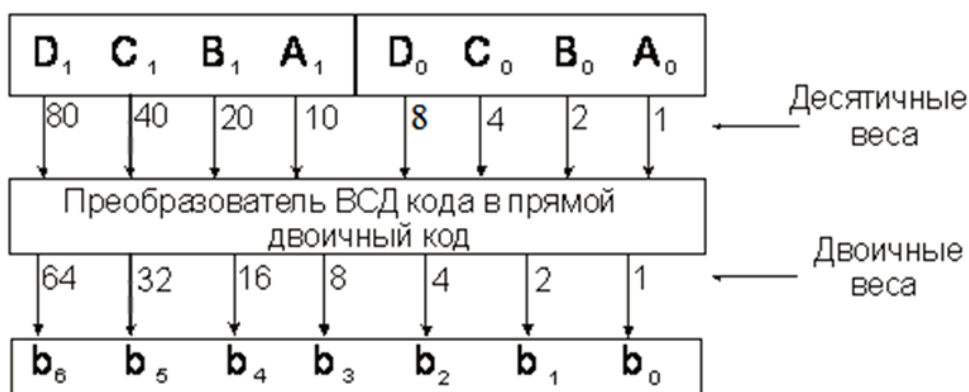 D₁ C₁ B₁ A₁ D₀ C₀ B₀ A₀
80 40 20 10 8 4 2 1
Десятичные
веса
Преобразователь ВСД кода в прямой
двоичный код
64 32 16 8 4 2 1
Двоичные
веса
b₆ b₅ b₄ b₃ b₂ b₁ b₀